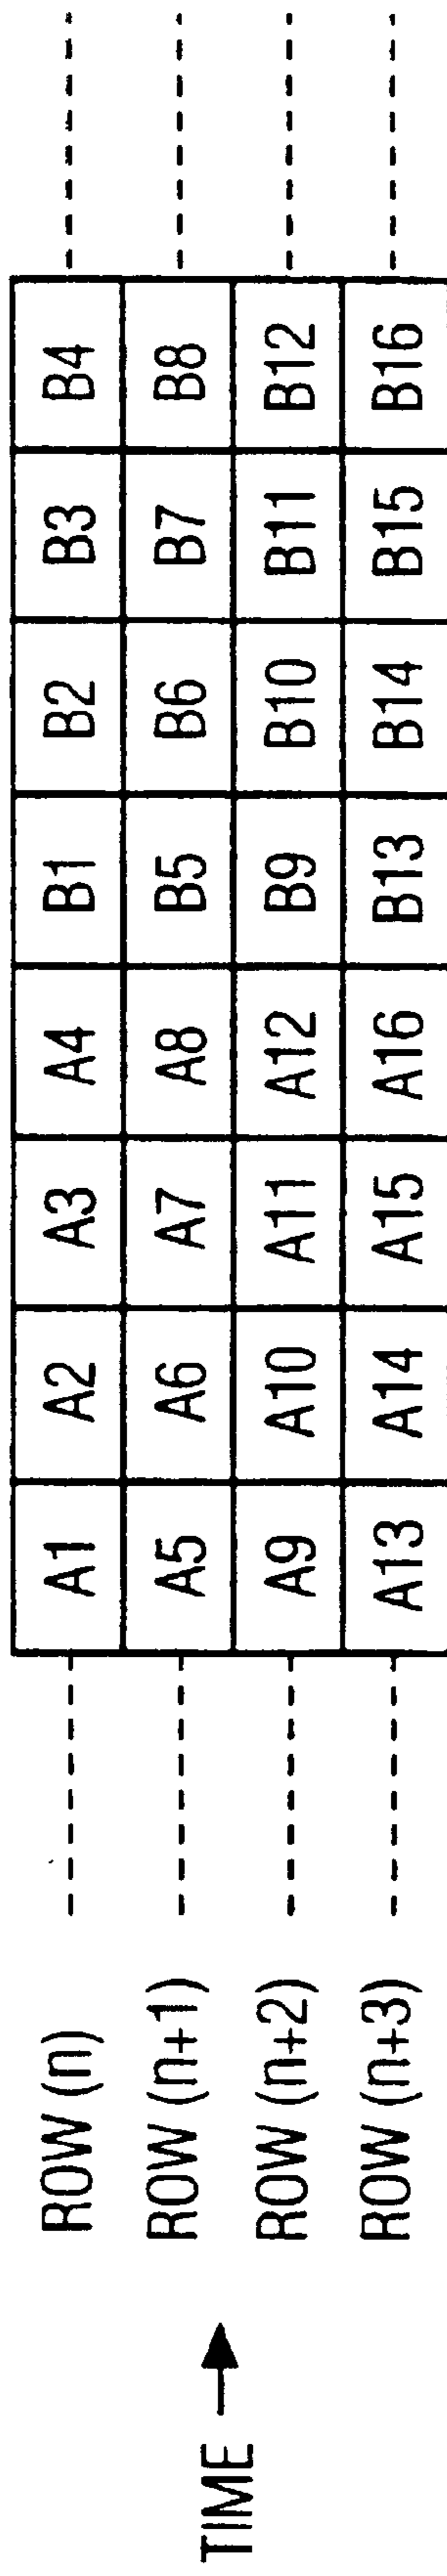 ROW (n) A1 A2 A3 A4 B1 B2 B3 B4
ROW (n+1) A5 A6 A7 A8 B5 B6 B7 B8
ROW (n+2) A9 A10 A11 A12 B9 B10 B11 B12
ROW (n+3) A13 A14 A15 A16 B13 B14 B15 B16
TIME